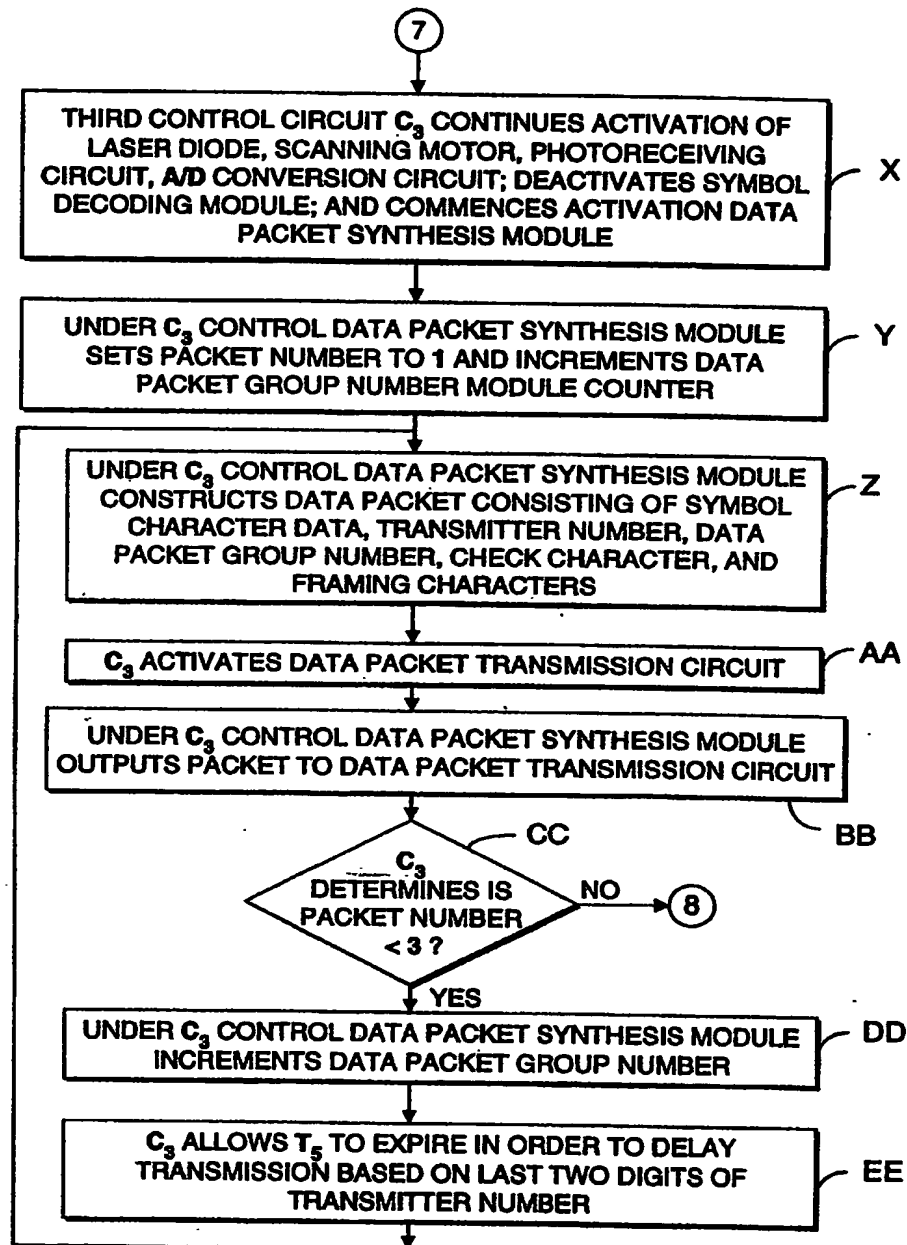 7
THIRD CONTROL CIRCUIT C3 CONTINUES ACTIVATION OF
LASER DIODE, SCANNING MOTOR, PHOTORECEIVING
CIRCUIT, A/D CONVERSION CIRCUIT; DEACTIVATES SYMBOL
DECODING MODULE; AND COMMENCES ACTIVATION DATA
PACKET SYNTHESIS MODULE
X
UNDER C3 CONTROL DATA PACKET SYNTHESIS MODULE
SETS PACKET NUMBER TO 1 AND INCREMENTS DATA
PACKET GROUP NUMBER MODULE COUNTER
Y
UNDER C3 CONTROL DATA PACKET SYNTHESIS MODULE
CONSTRUCTS DATA PACKET CONSISTING OF SYMBOL
CHARACTER DATA, TRANSMITTER NUMBER, DATA
PACKET GROUP NUMBER, CHECK CHARACTER, AND
FRAMING CHARACTERS
Z
C3 ACTIVATES DATA PACKET TRANSMISSION CIRCUIT
AA
UNDER C3 CONTROL DATA PACKET SYNTHESIS MODULE
OUTPUTS PACKET TO DATA PACKET TRANSMISSION CIRCUIT
BB
CC
C3
DETERMINES IS
PACKET NUMBER
< 3 ?
NO
8
YES
UNDER C3 CONTROL DATA PACKET SYNTHESIS MODULE
INCREMENTS DATA PACKET GROUP NUMBER
DD
C3 ALLOWS T5 TO EXPIRE IN ORDER TO DELAY
TRANSMISSION BASED ON LAST TWO DIGITS OF
TRANSMITTER NUMBER
EE